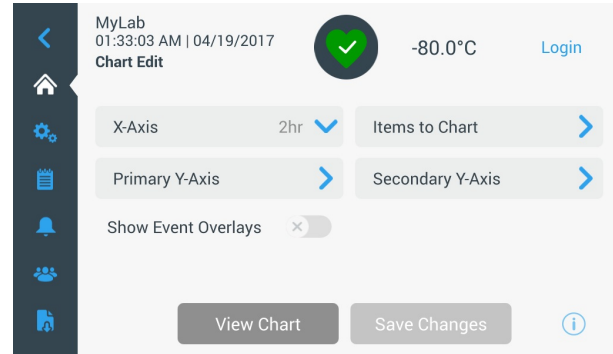 MyLab
01:33:03 AM | 04/19/2017
Chart Edit
-80.0°C
Login
X-Axis 2hr
Items to Chart
Primary Y-Axis
Secondary Y-Axis
Show Event Overlays
View Chart
Save Changes